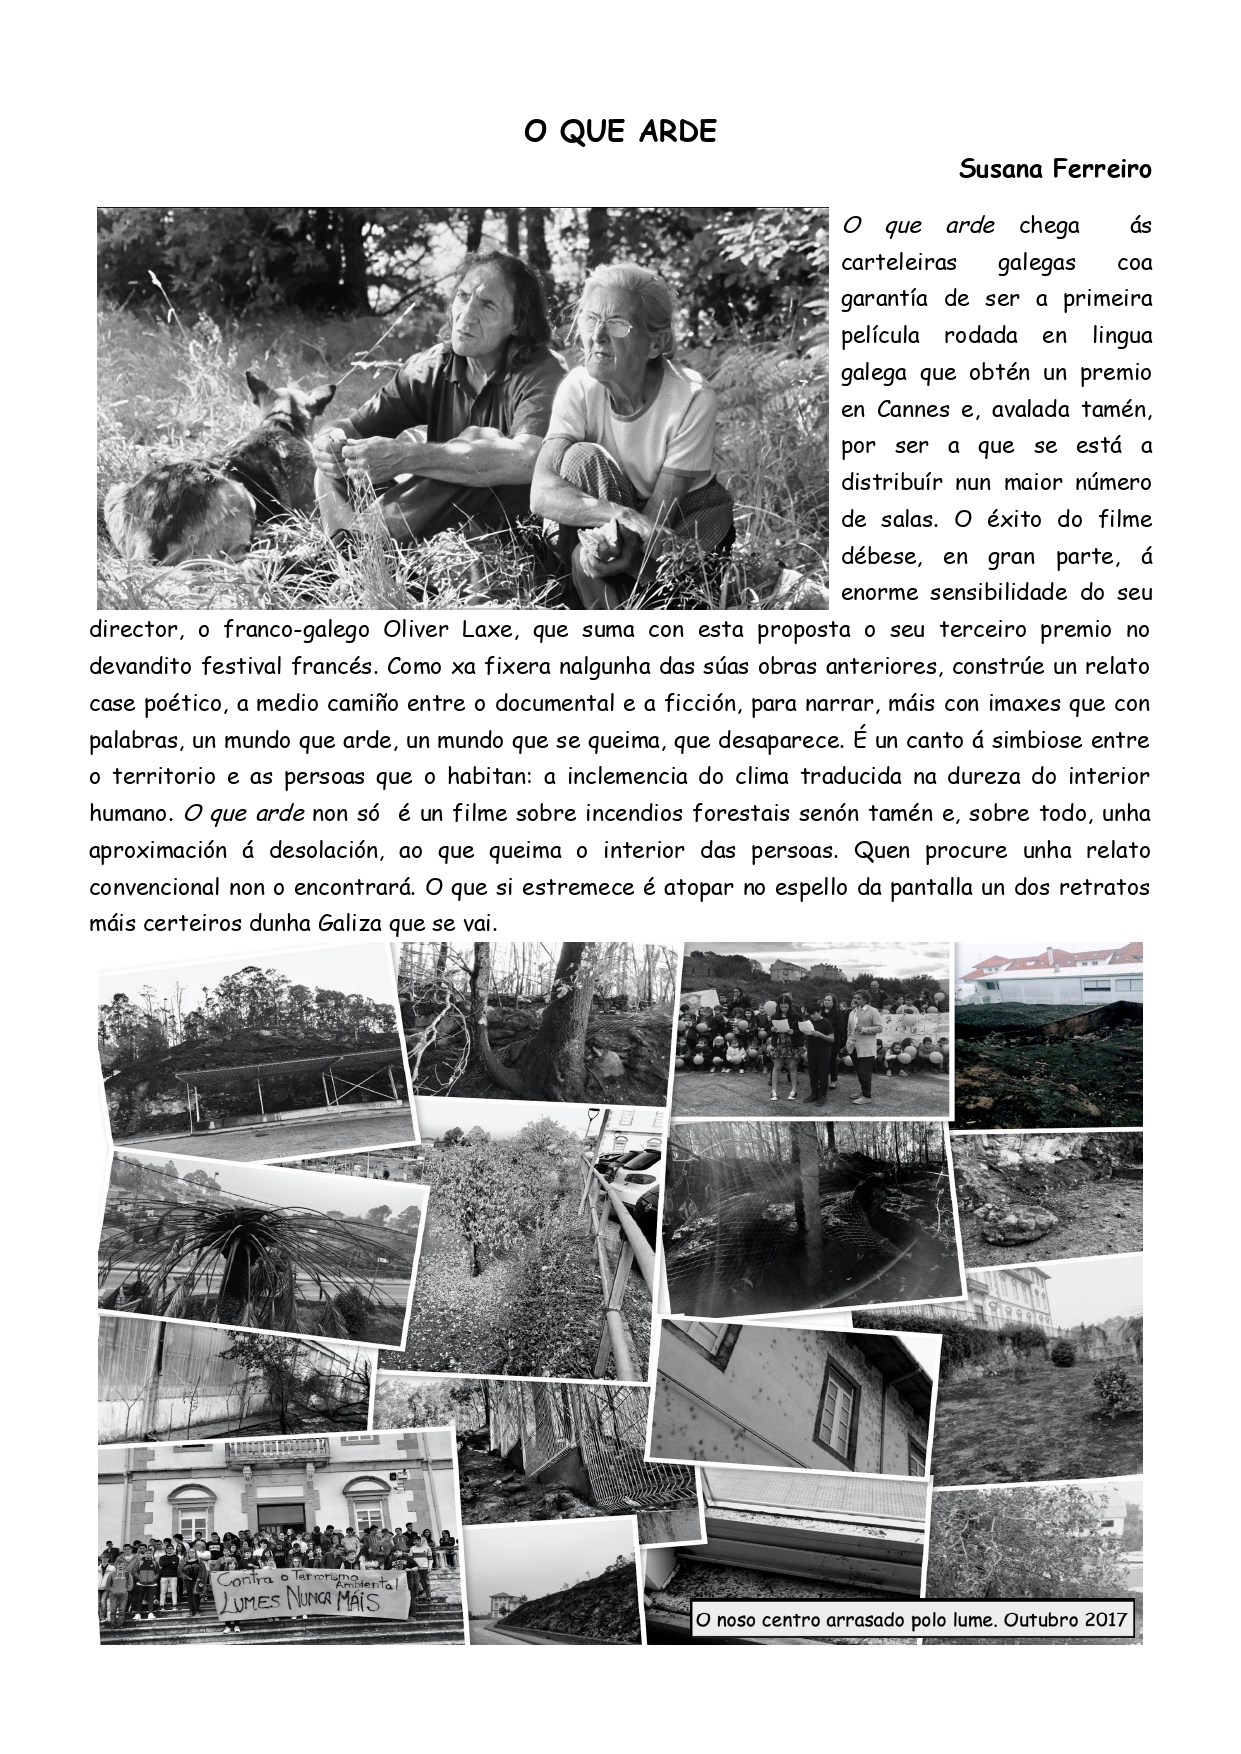 O QUE ARDE
Susana Ferreiro
O que arde chega ás
carteleiras galegas coa
garantía de ser a primeira
película rodada en lingua
galega que obtén un premio
en Cannes e, avalada tamén,
por ser a que se está a
distribuír nun maior número
de salas. O éxito do filme
débese, en gran parte, á
enorme sensibilidade do seu
director, o franco-galego Oliver Laxe, que suma con esta proposta o seu terceiro premio no
devandito festival francés. Como xa fixera nalgunha das súas obras anteriores, constrúe un relato
case poético, a medio camiño entre o documental e a ficción, para narrar, máis con imaxes que con
palabras, un mundo que arde, un mundo que se queima, que desaparece. É un canto á simbiose entre
o territorio e as persoas que o habitan: a inclemencia do clima traducida na dureza do interior
humano. O que arde non só é un filme sobre incendios forestais senón tamén e, sobre todo, unha
aproximación á desolación, ao que queima o interior das persoas. Quen procure unha relato
convencional non o encontrará. O que si estremece é atopar no espello da pantalla un dos retratos
máis certeiros dunha Galiza que se vai.
Contra o Terrorismo
Ambiental
LUMES NUNCA MÁIS
O noso centro arrasado polo lume. Outubro 2017